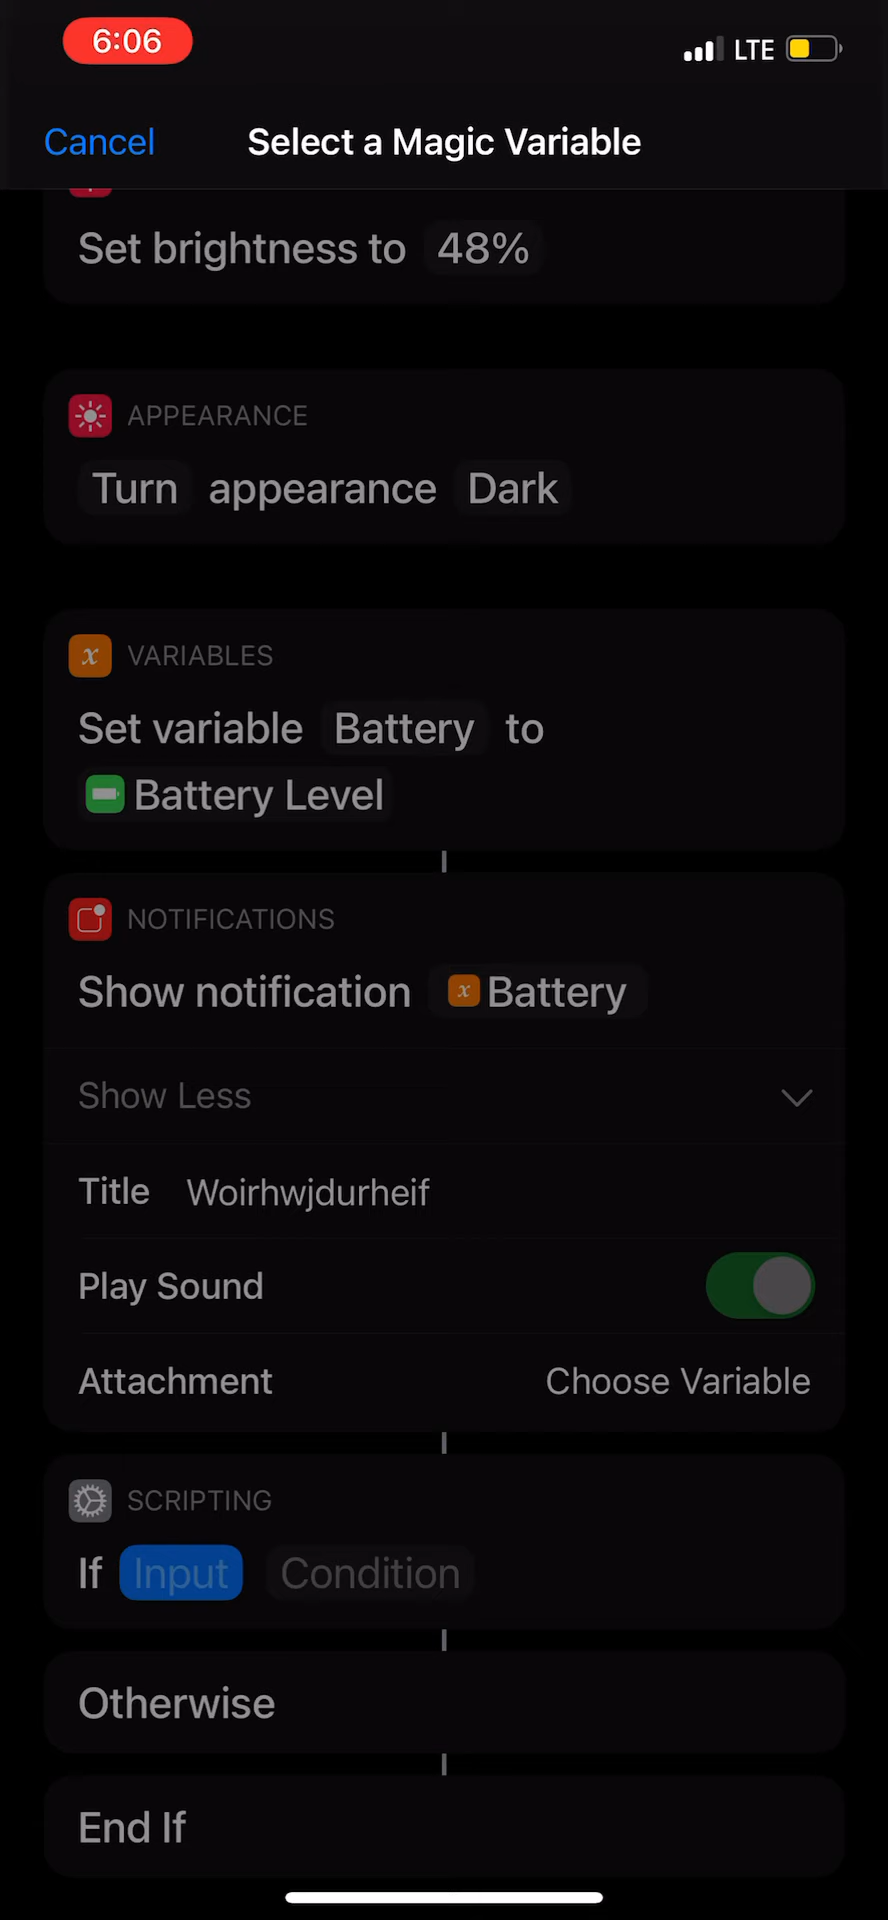 6:06
LTE
Cancel
Select a Magic Variable
Set brightness to 48%
APPEARANCE
Turn appearance Dark
x VARIABLES
Set variable Battery to
Battery Level
NOTIFICATIONS
Show notification x Battery
Show Less
Title Woirhwjdurheif
Play Sound
Attachment Choose Variable
SCRIPTING
If Input Condition
Otherwise
End If